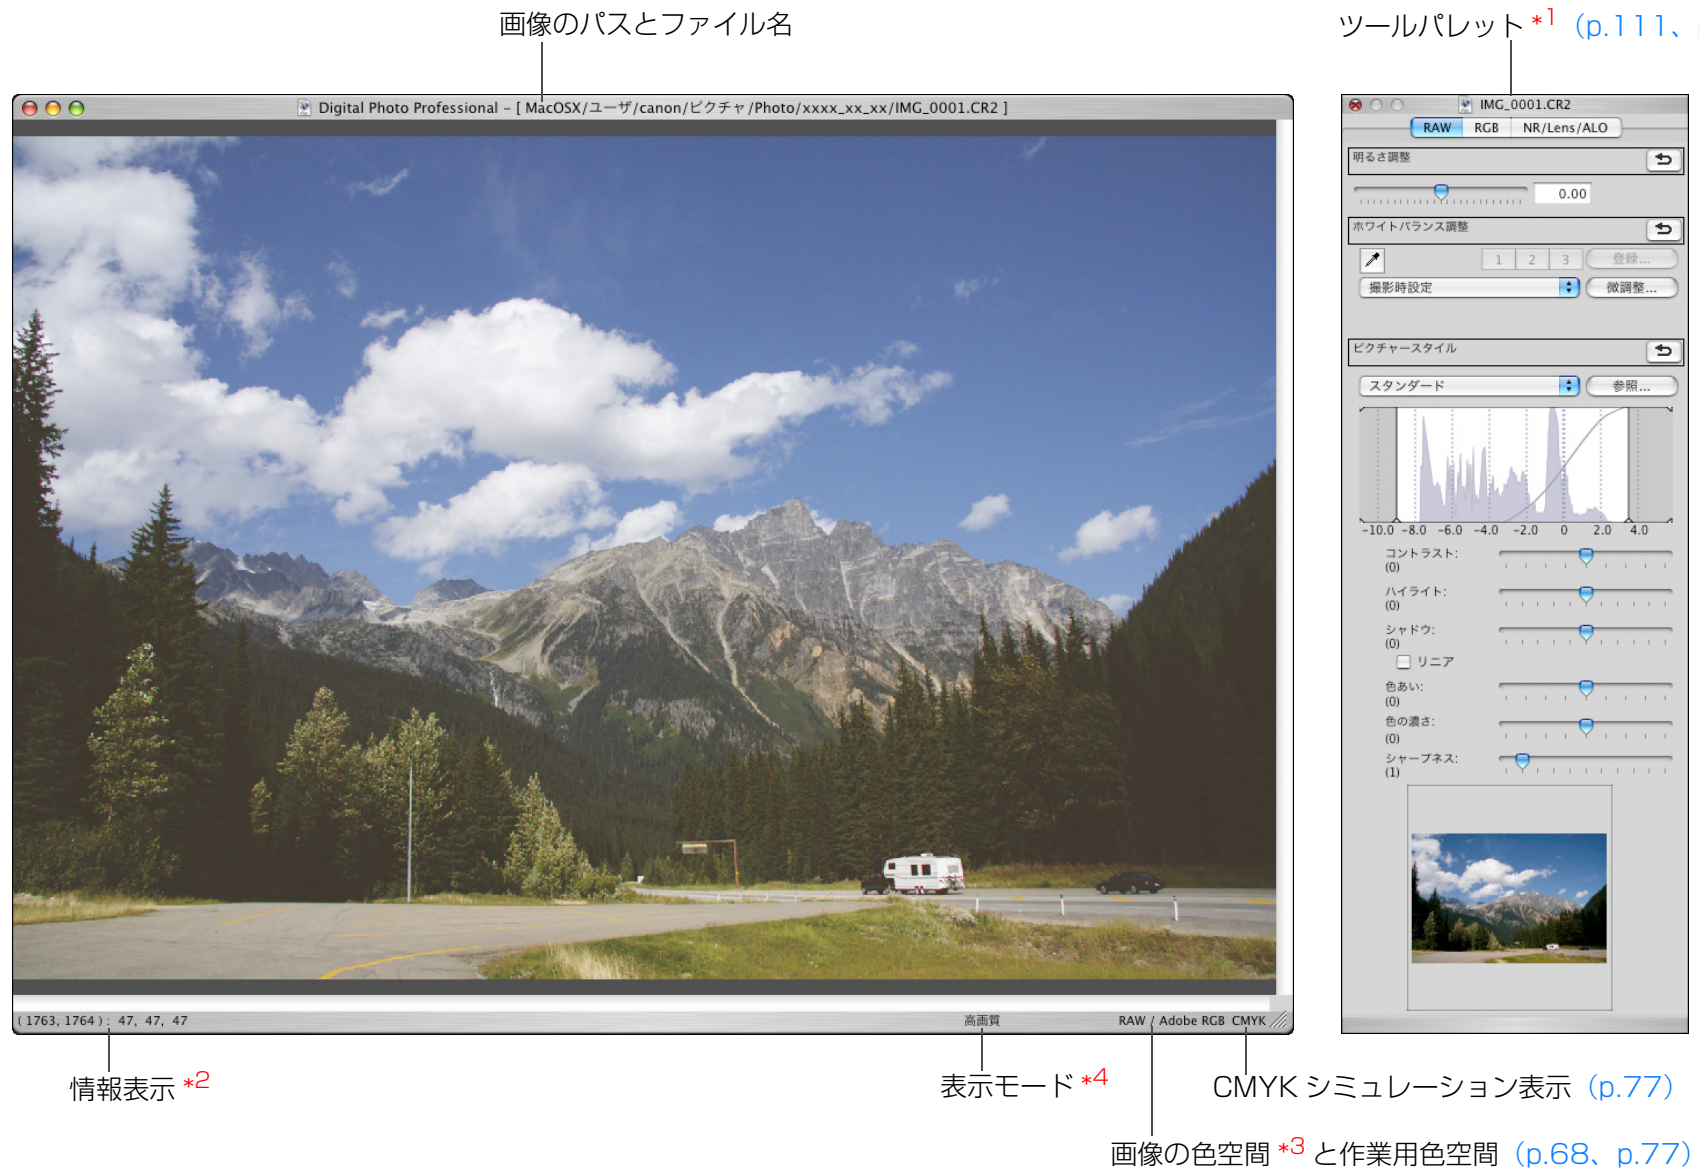 画像のパスとファイル名
ツールパレット *1（p.111、
Digital Photo Professional – [ MacOSX/ユーザ/canon/ピクチャ/Photo/xxxx_xx_xx/IMG_0001.CR2 ]
IMG_0001.CR2
RAW RGB NR/Lens/ALO
明るさ調整
0.00
ホワイトバランス調整
1 2 3 登録...
撮影時設定 微調整...
ピクチャースタイル
スタンダード 参照...
-10.0 -8.0 -6.0 -4.0 -2.0 0 2.0 4.0
コントラスト:
(0)
ハイライト:
(0)
シャドウ:
(0)
リニア
色あい:
(0)
色の濃さ:
(0)
シャープネス:
(1)
( 1763, 1764 ) : 47, 47, 47
高画質
RAW / Adobe RGB CMYK
情報表示 *2
表示モード *4
CMYK シミュレーション表示（p.77）
画像の色空間 *3 と作業用色空間（p.68、p.77）